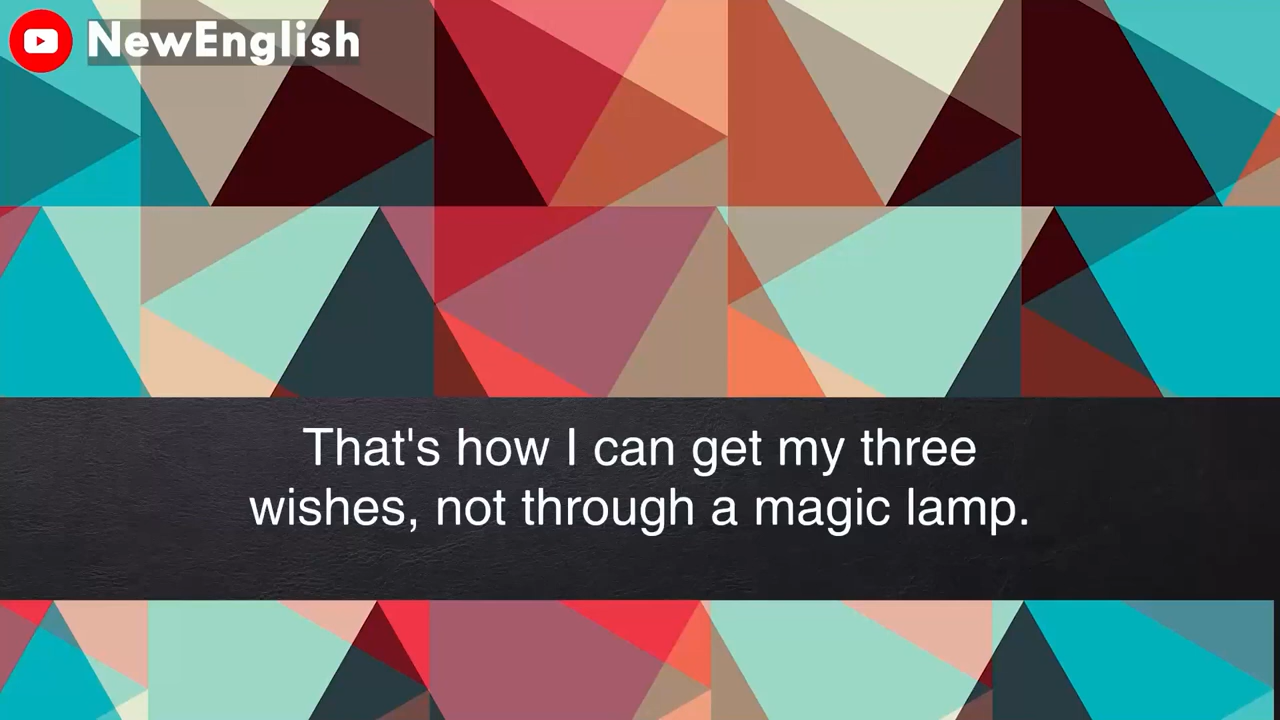 NewEnglish
That's how I can get my three
wishes, not through a magic lamp.